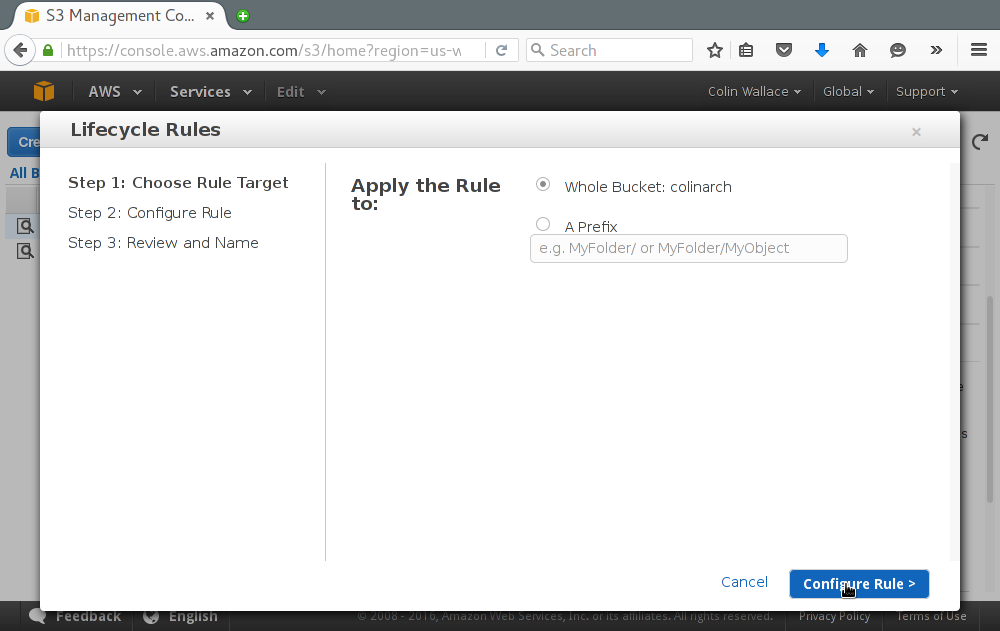 S3 Management Co...
https://console.aws.amazon.com/s3/home?region=us-w
Search
AWS
Services
Edit
Colin Wallace
Global
Support
Cre
All B
Lifecycle Rules
Step 1: Choose Rule Target
Step 2: Configure Rule
Step 3: Review and Name
Apply the Rule
to:
Whole Bucket: colinarch
A Prefix
e.g. MyFolder/ or MyFolder/MyObject
e
s
Cancel
Configure Rule >
Feedback
English
© 2008 - 2016, Amazon Web Services, Inc. or its affiliates. All rights reserved.
Privacy Policy
Terms of Use